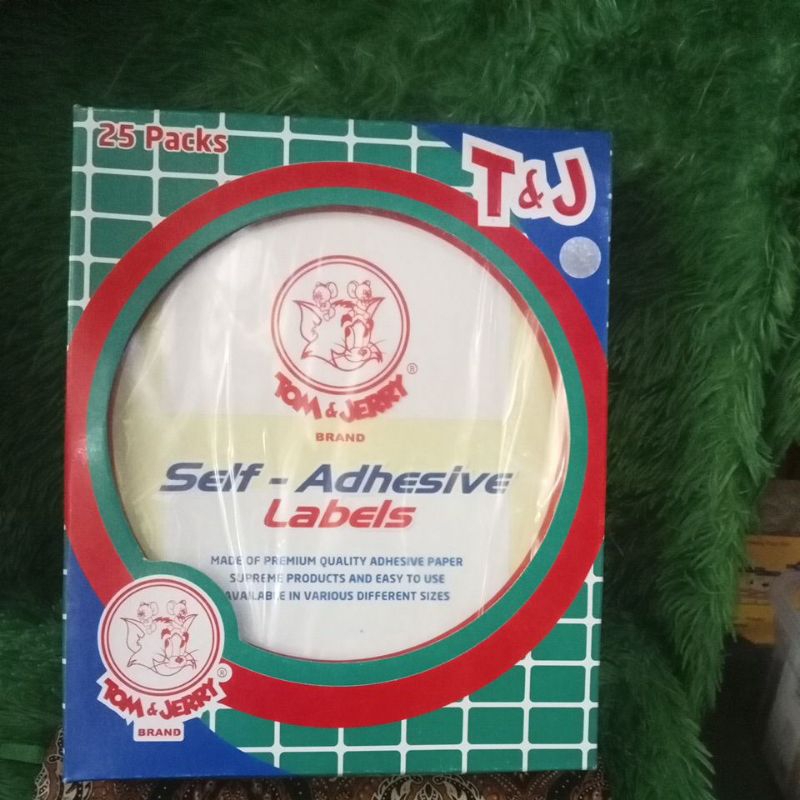 25 Packs
T&J
TOM & JERRY ®
BRAND
Self - Adhesive
Labels
MADE OF PREMIUM QUALITY ADHESIVE PAPER
SUPREME PRODUCTS AND EASY TO USE
AVAILABLE IN VARIOUS DIFFERENT SIZES
TOM & JERRY ®
BRAND